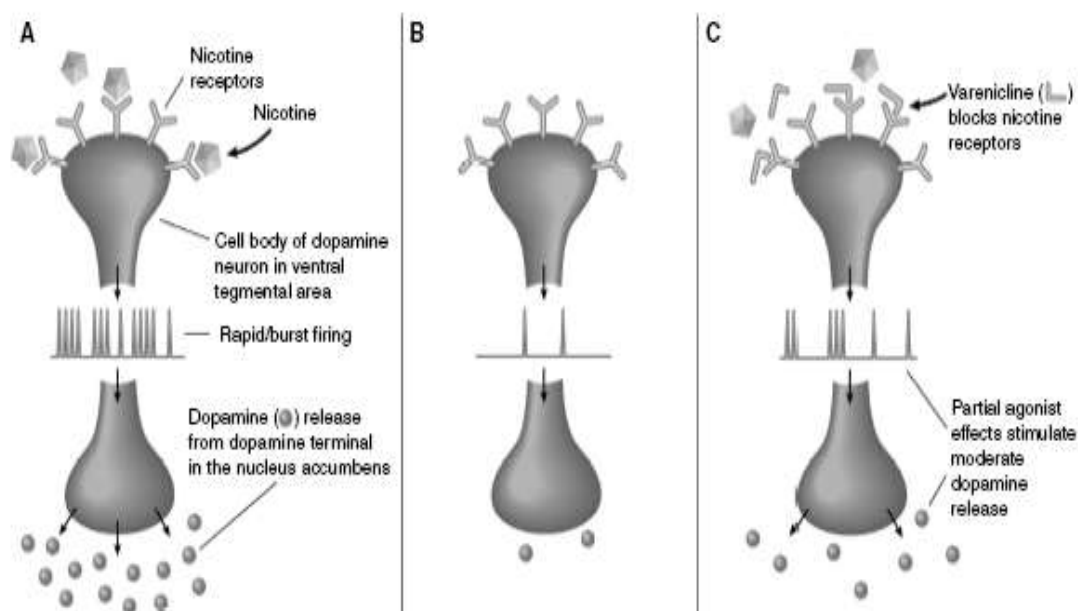 A
Nicotine
receptors
Nicotine
Cell body of dopamine
neuron in ventral
tegmental area
Rapid/burst firing
Dopamine ( ) release
from dopamine terminal
in the nucleus accumbens
B
C
Varenicline ( )
blocks nicotine
receptors
Partial agonist
effects stimulate
moderate
dopamine
release